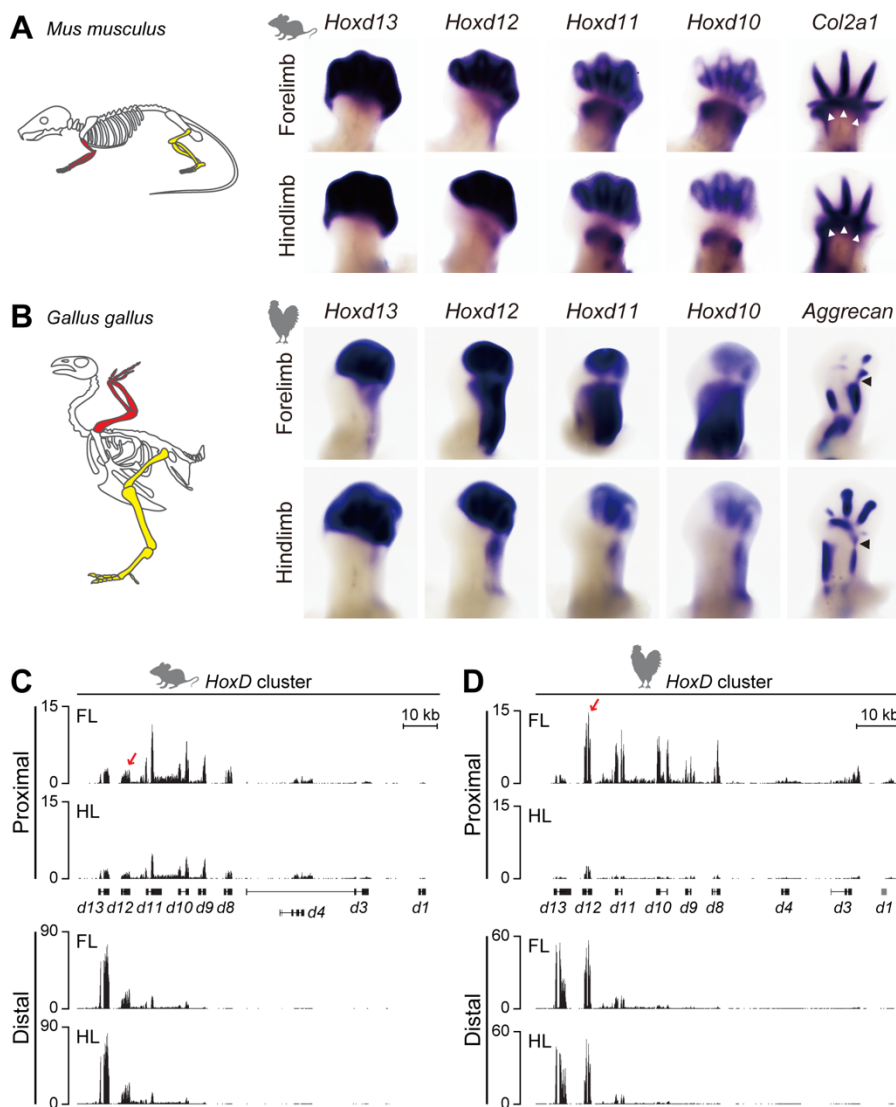 A Mus musculus
Hoxd13 Hoxd12 Hoxd11 Hoxd10 Col2a1
Forelimb
Hindlimb
B Gallus gallus
Hoxd13 Hoxd12 Hoxd11 Hoxd10 Aggrecan
Forelimb
Hindlimb
C
HoxD cluster
10 kb
Proximal
15
FL
0
15
HL
0
d13 d12 d11 d10 d9 d8 d4 d3 d1
Distal
90
FL
0
90
HL
0
D
HoxD cluster
10 kb
Proximal
15
FL
0
15
HL
0
d13 d12 d11 d10 d9 d8 d4 d3 d1
Distal
60
FL
0
60
HL
0